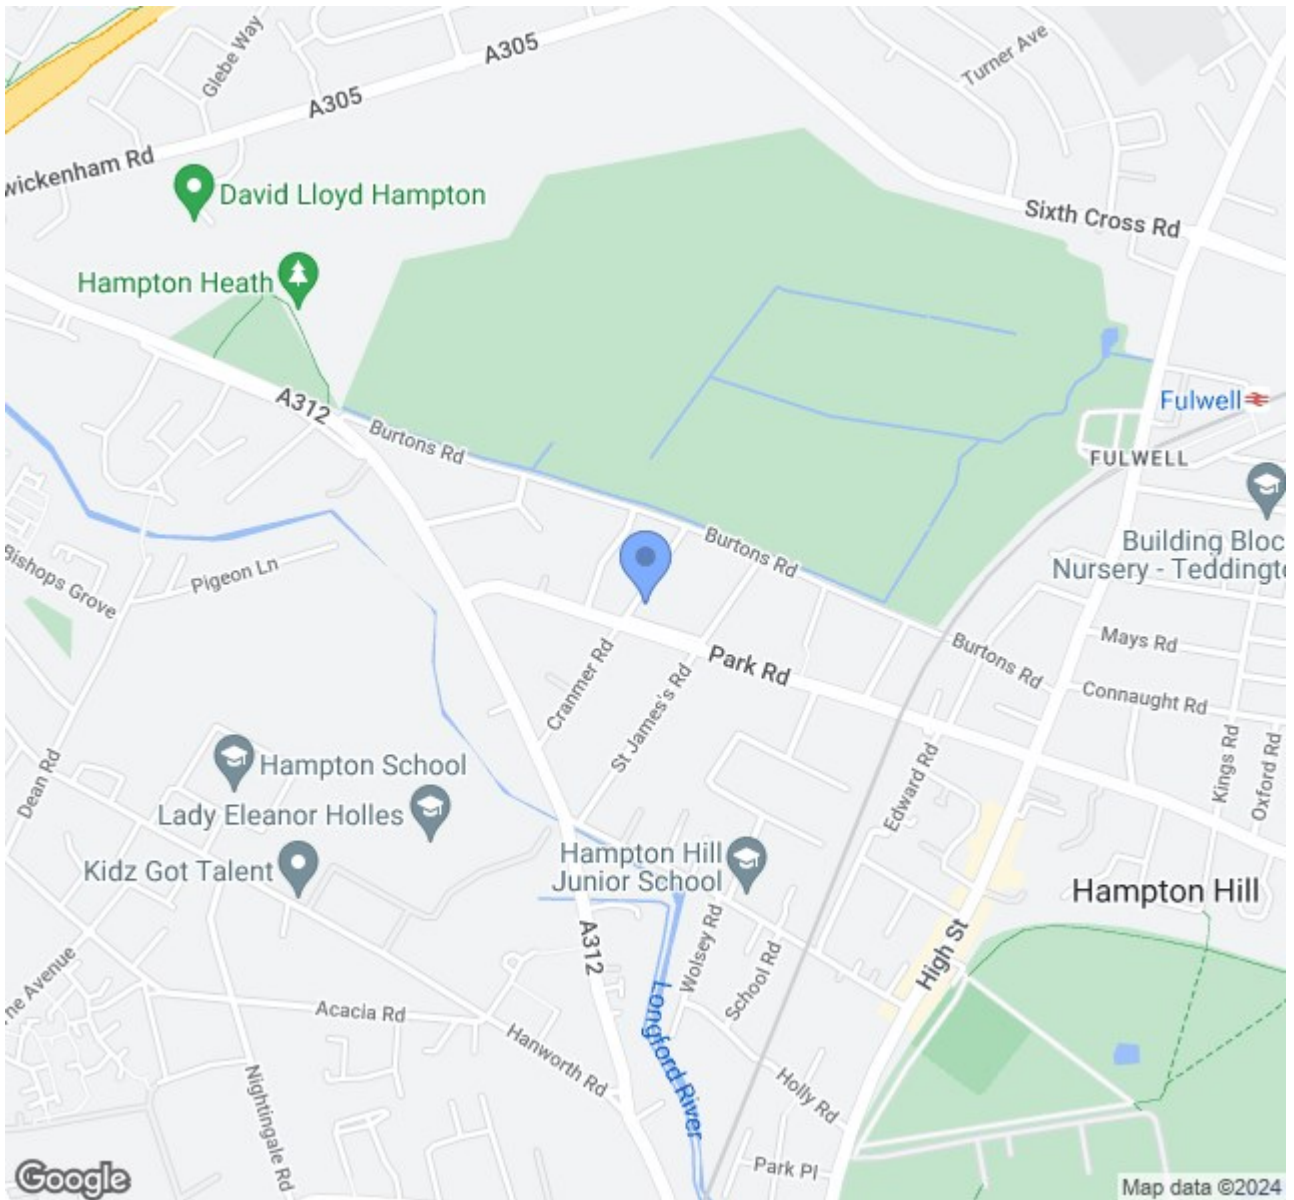 Glebe Way
A305
A305
Turner Ave
wickenham Rd
David Lloyd Hampton
Sixth Cross Rd
Hampton Heath
A312
Fulwell
Burtons Rd
FULWELL
Building Bloc
Nursery - Teddingto
Burtons Rd
Bishops Grove
Pigeon Ln
Mays Rd
Burtons Rd
Park Rd
Connaught Rd
Cranmer Rd
St James's Rd
Dean Rd
Hampton School
Kings Rd
Oxford Rd
Edward Rd
Lady Eleanor Holles
Kidz Got Talent
Hampton Hill
Junior School
Hampton Hill
A312
High St
Wolsey Rd
School Rd
ne Avenue
Acacia Rd
Longford River
Hanworth Rd
Holly Rd
Nightingale Rd
Park Pl
Google
Map data ©2024